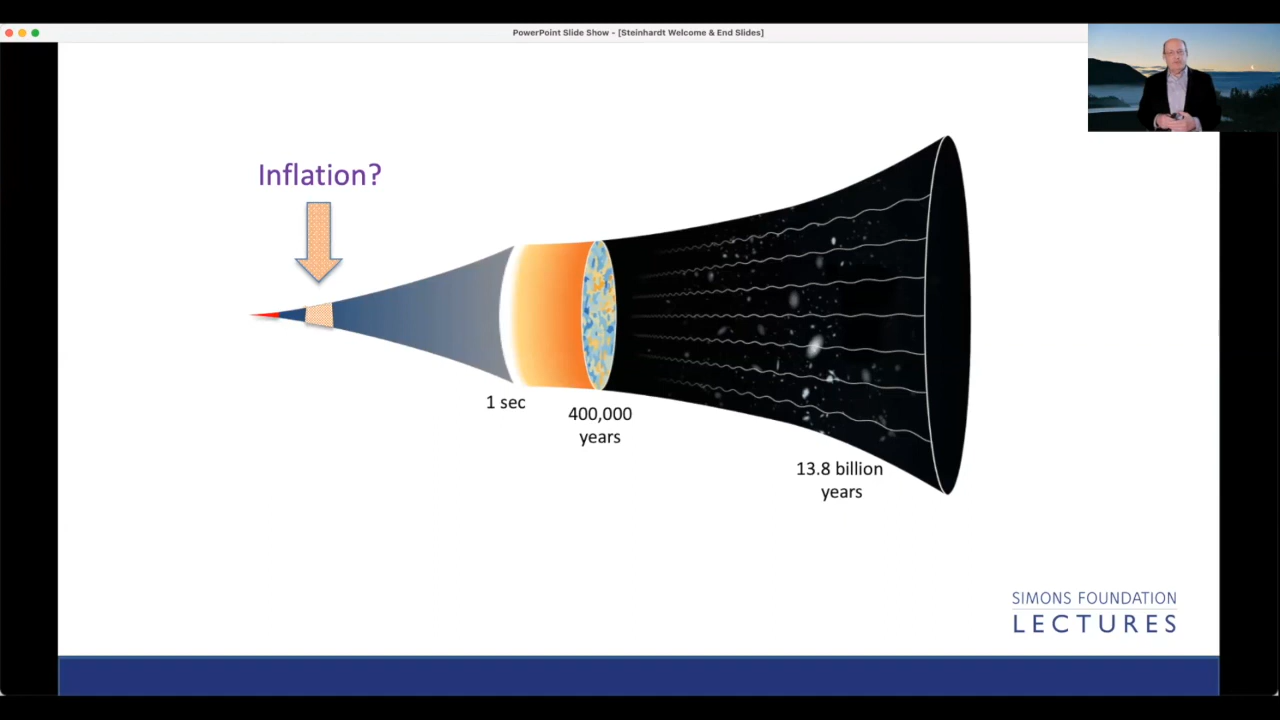 PowerPoint Slide Show - [Steinhardt Welcome & End Slides]
Inflation?
1 sec
400,000
years
13.8 billion
years
SIMONS FOUNDATION
LECTURES